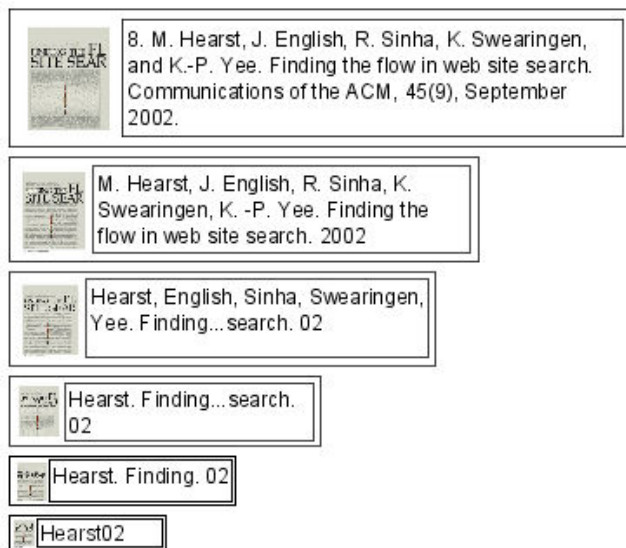 8. M. Hearst, J. English, R. Sinha, K. Swearingen,
and K.-P. Yee. Finding the flow in web site search.
Communications of the ACM, 45(9), September
2002.
M. Hearst, J. English, R. Sinha, K.
Swearingen, K. -P. Yee. Finding the
flow in web site search. 2002
Hearst, English, Sinha, Swearingen,
Yee. Finding...search. 02
Hearst. Finding...search.
02
Hearst. Finding. 02
Hearst02